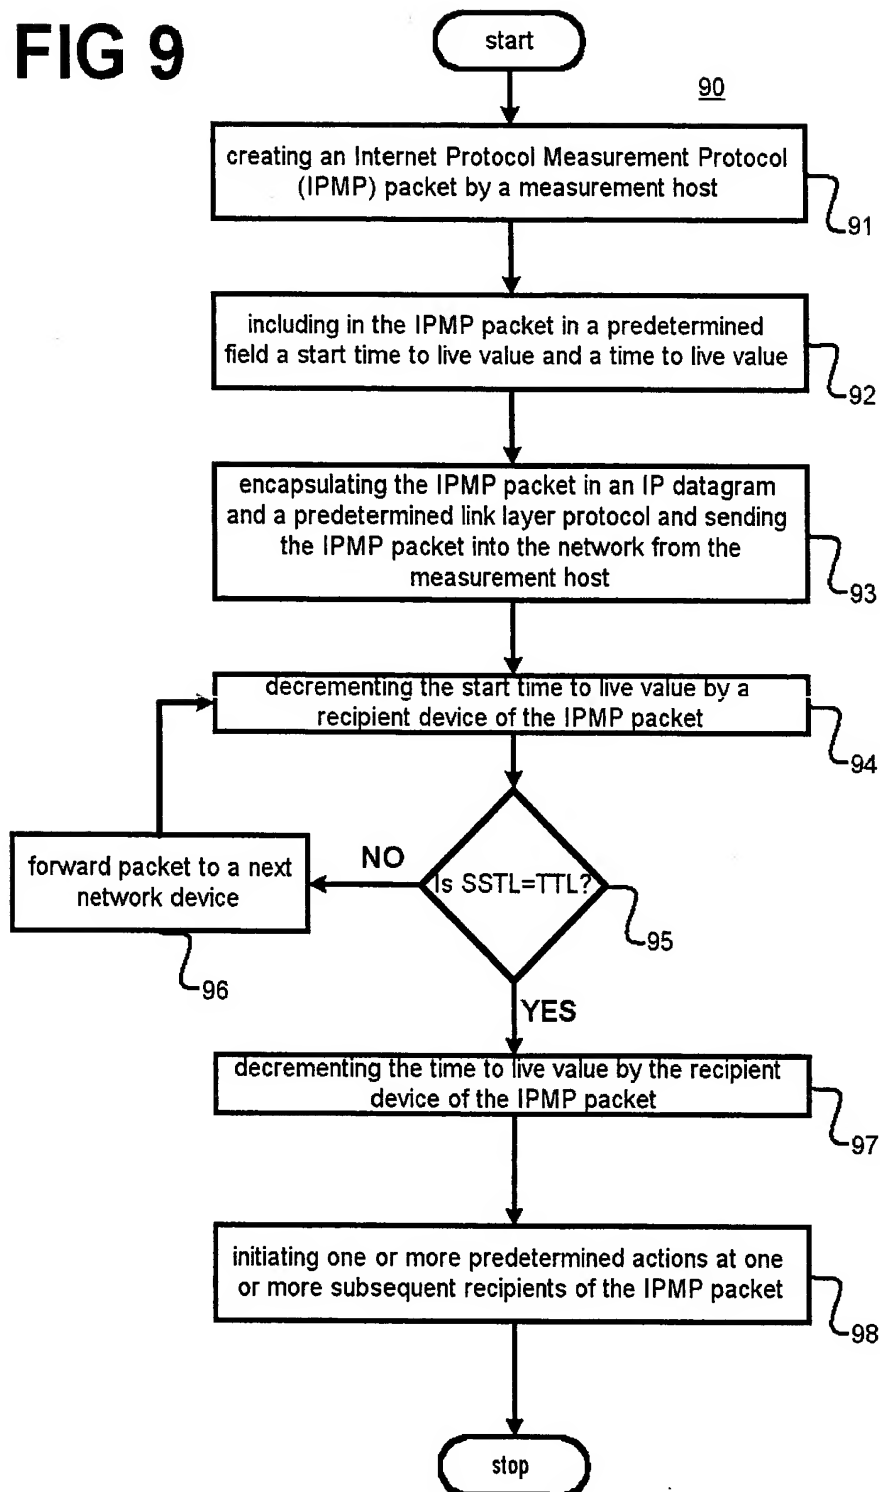 FIG 9
start
90
creating an Internet Protocol Measurement Protocol
(IPMP) packet by a measurement host
91
including in the IPMP packet in a predetermined
field a start time to live value and a time to live value
92
encapsulating the IPMP packet in an IP datagram
and a predetermined link layer protocol and sending
the IPMP packet into the network from the
measurement host
93
decrementing the start time to live value by a
recipient device of the IPMP packet
94
Is SSTL=TTL?
95
NO
forward packet to a next
network device
96
YES
decrementing the time to live value by the recipient
device of the IPMP packet
97
initiating one or more predetermined actions at one
or more subsequent recipients of the IPMP packet
98
stop